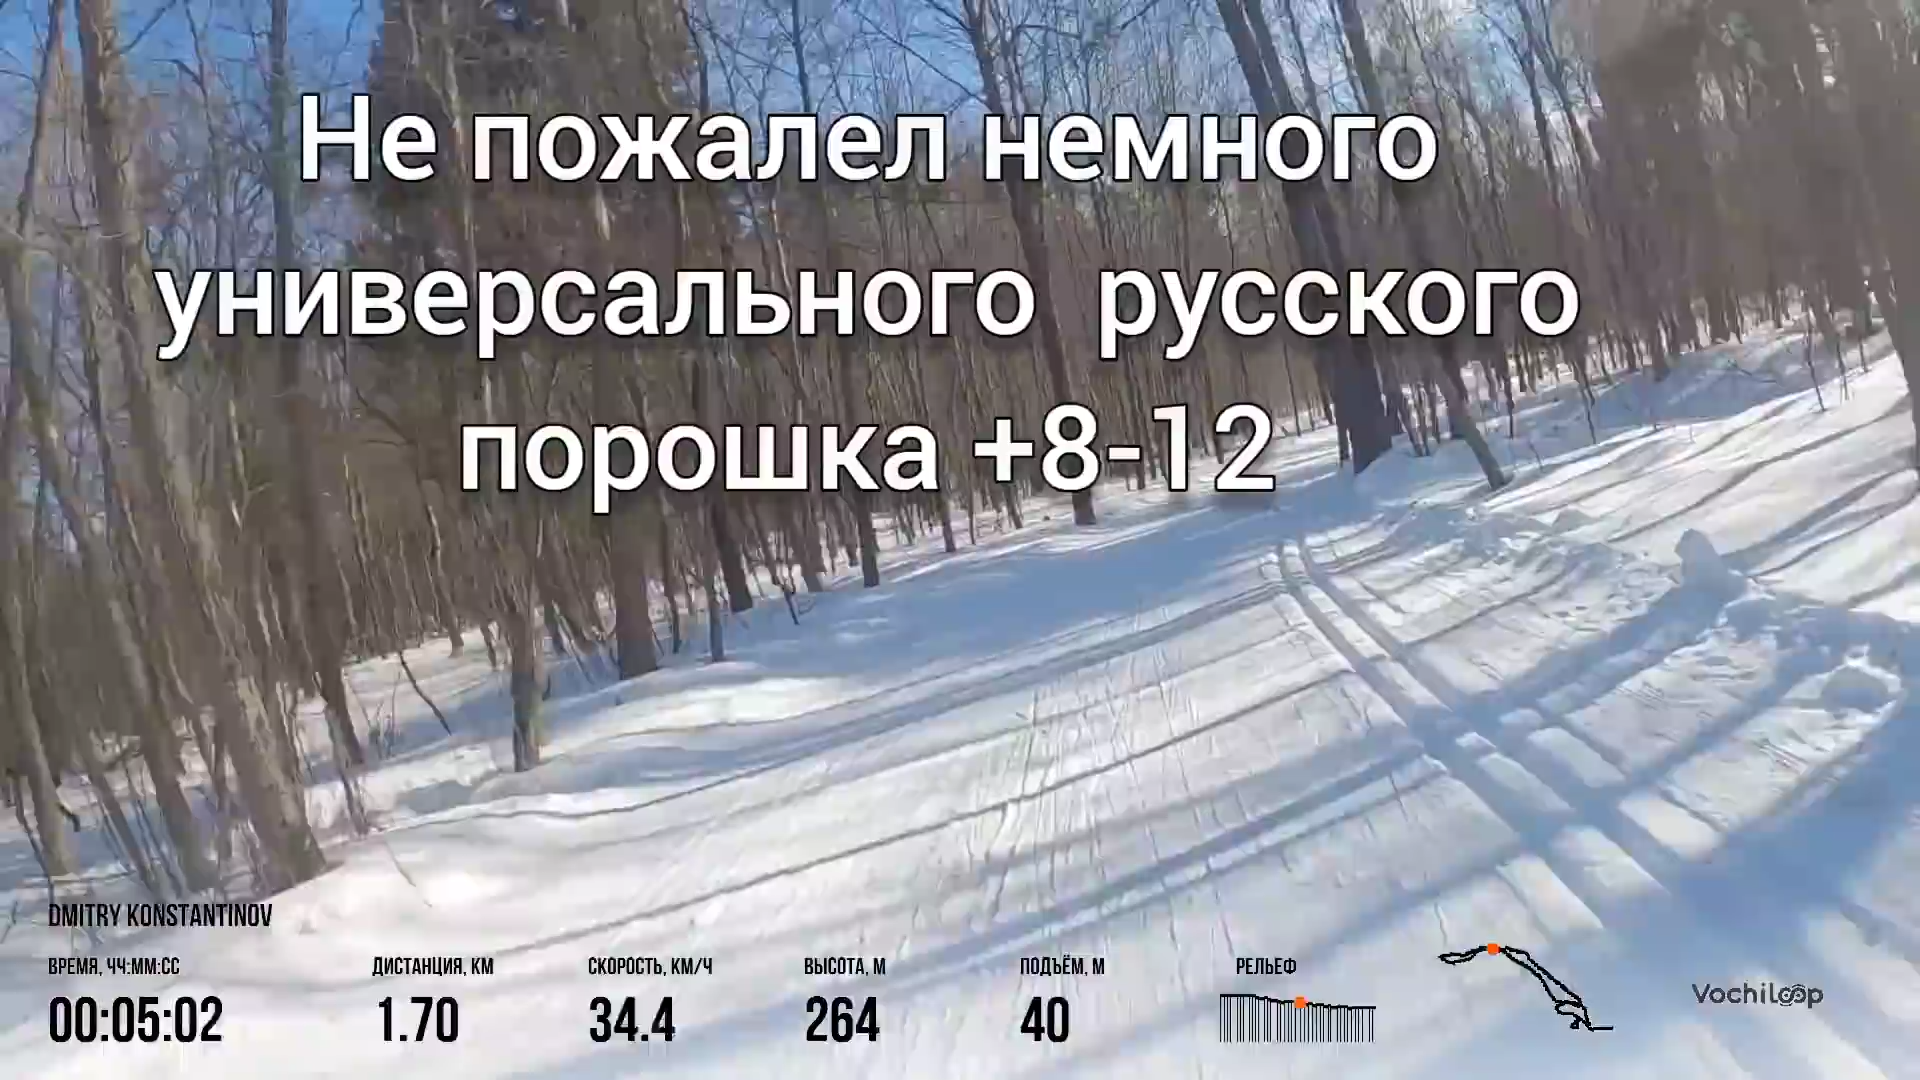 Не пожалел немного
универсального русского
порошка +8-12
DMITRY KONSTANTINOV
ВРЕМЯ, ЧЧ:ММ:СС ДИСТАНЦИЯ, КМ СКОРОСТЬ, КМ/Ч ВЫСОТА, М ПОДЪЁМ, М РЕЛЬЕФ
00:05:02 1.70 34.4 264 40
Vochiloop